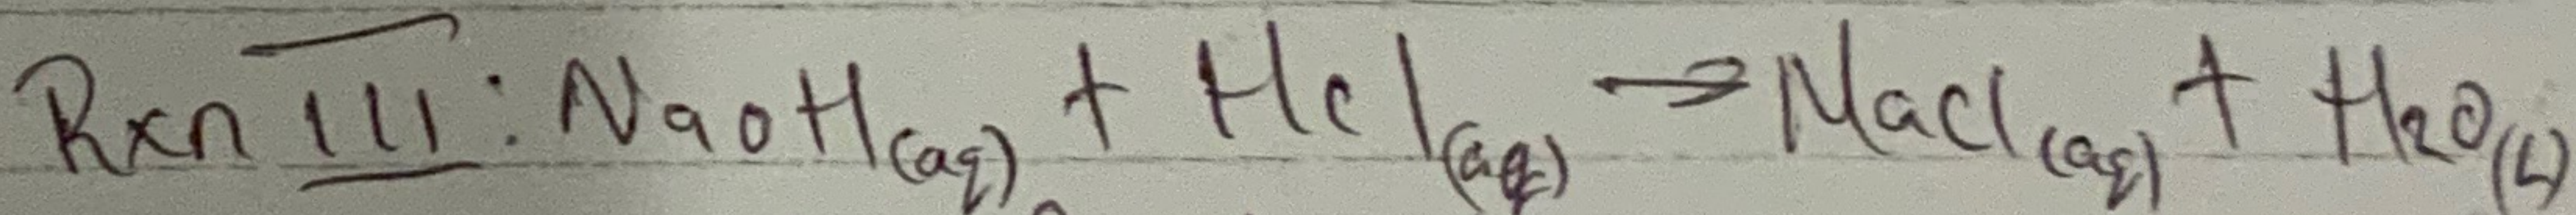 Rxn III: NaOH(aq) + HCl(aq) → NaCl(aq) + H2O(L)